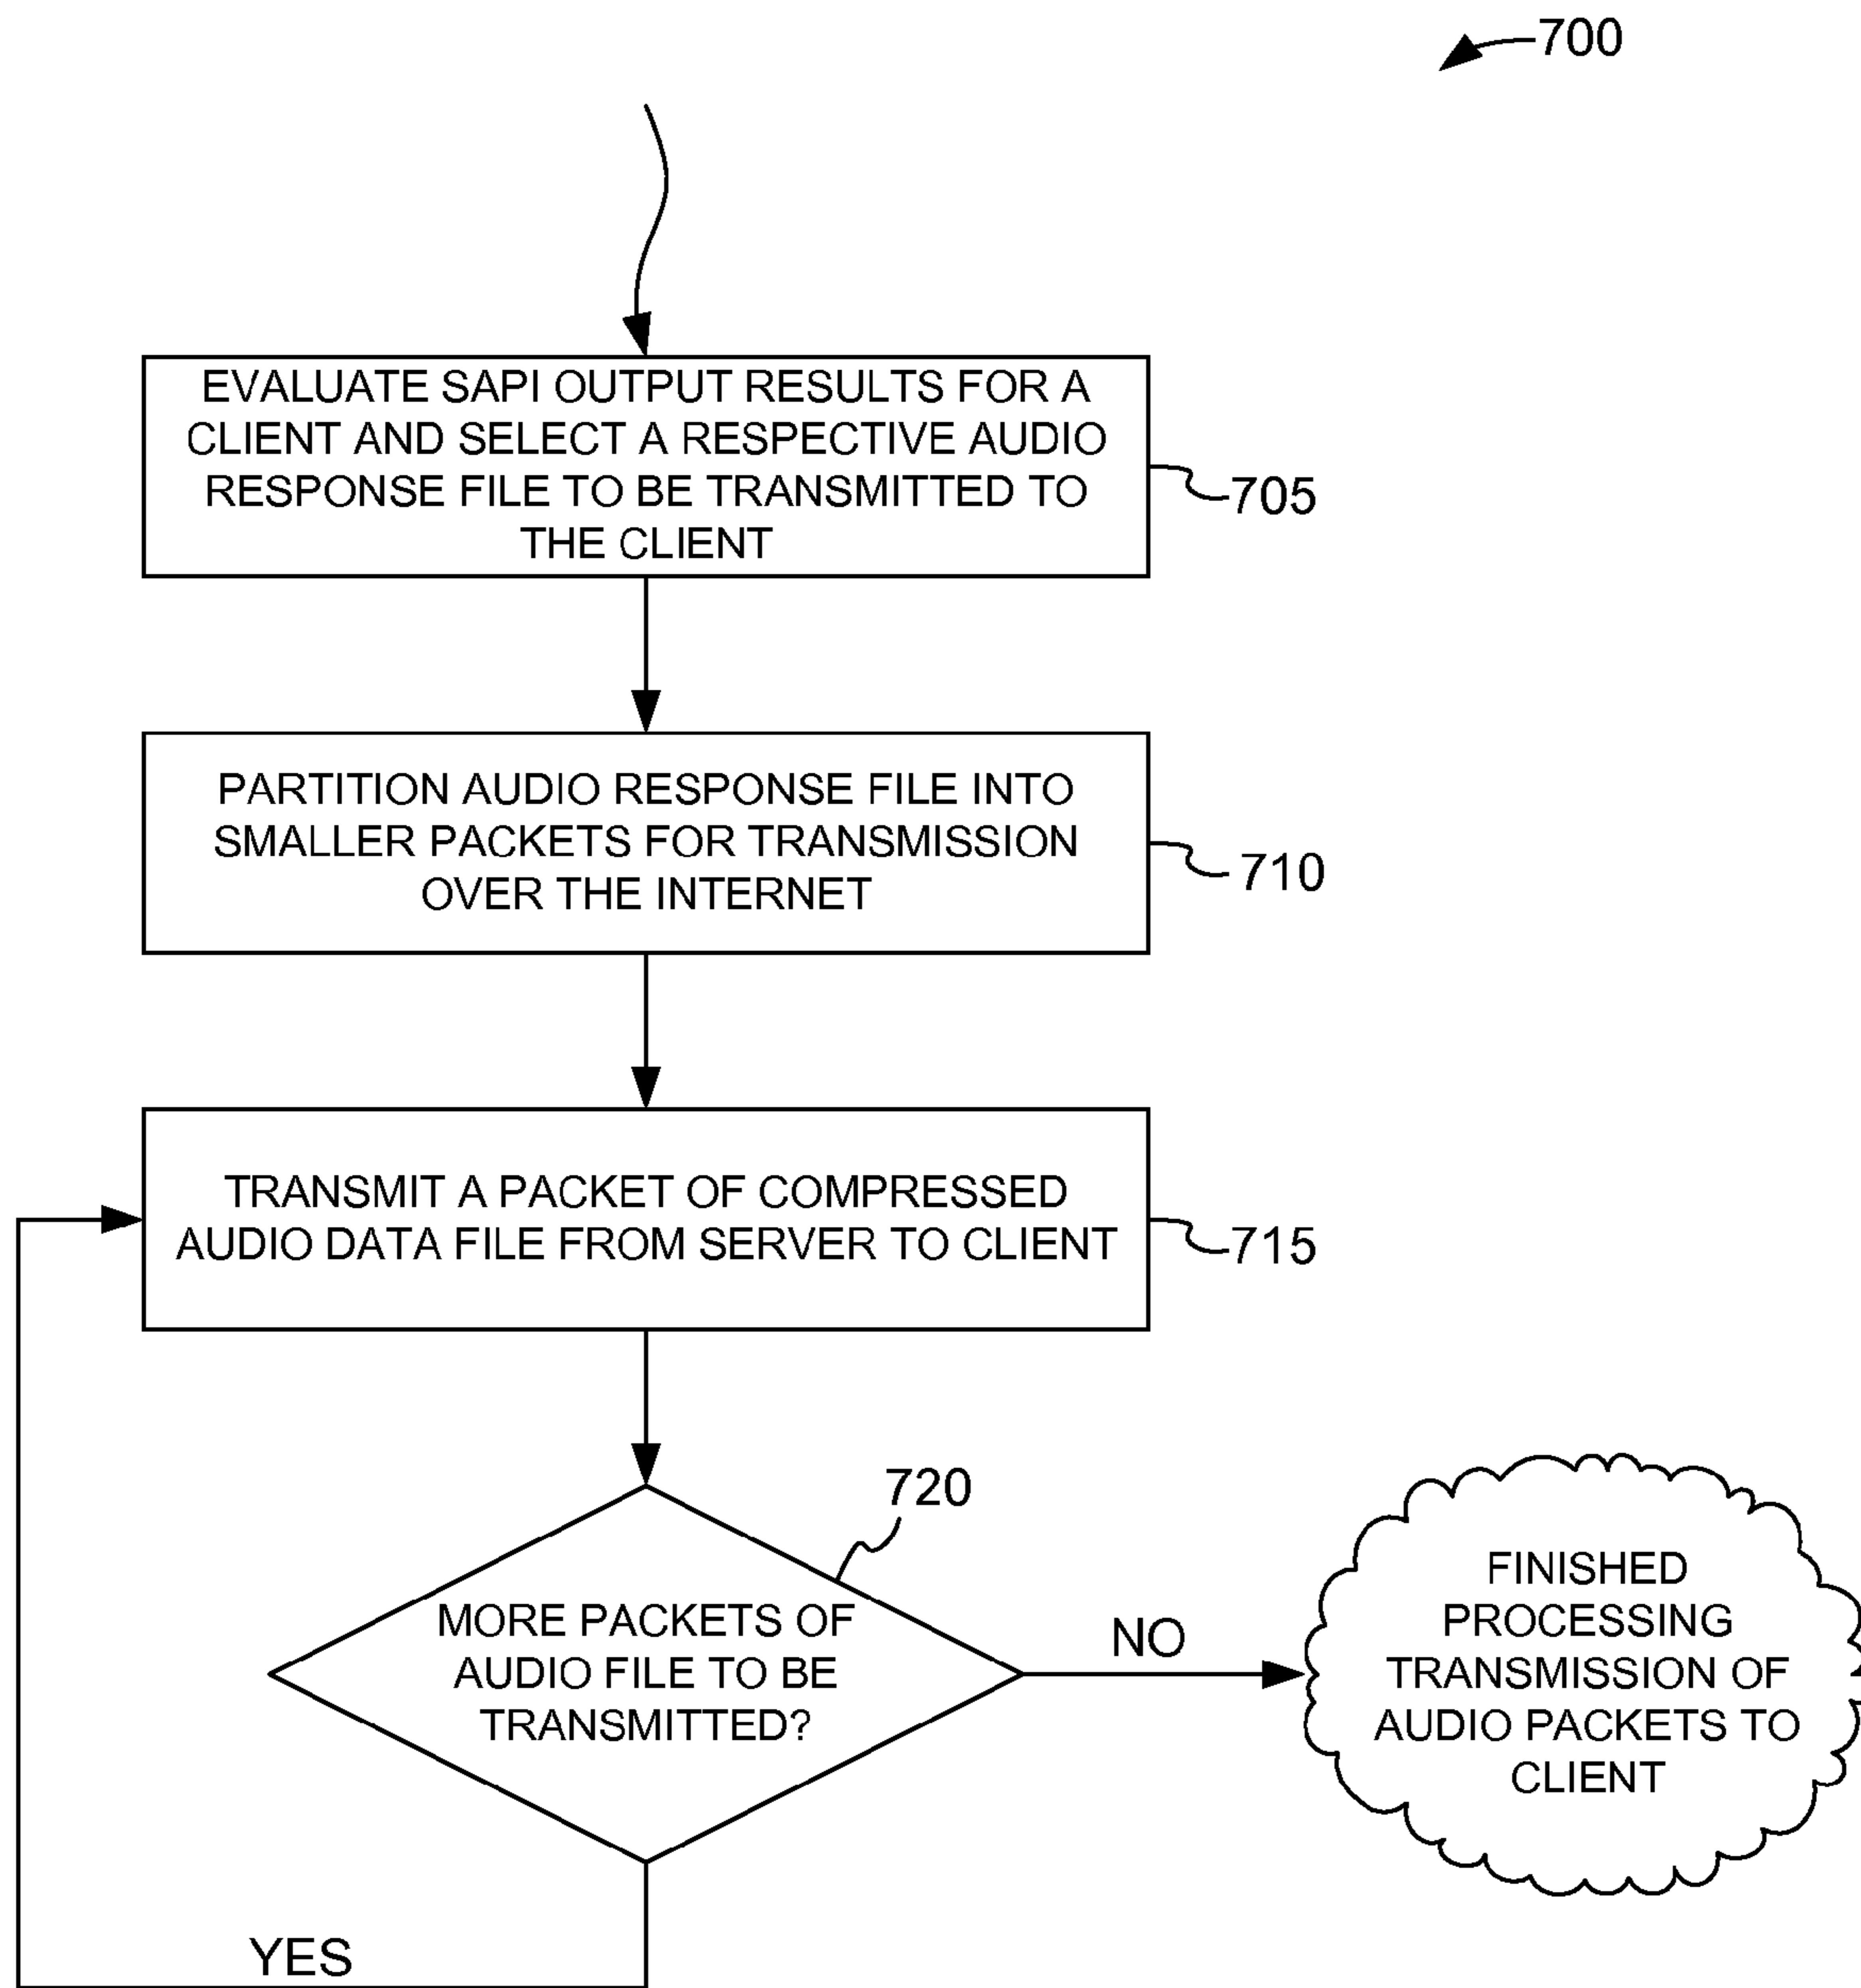 700
EVALUATE SAPI OUTPUT RESULTS FOR A
CLIENT AND SELECT A RESPECTIVE AUDIO
RESPONSE FILE TO BE TRANSMITTED TO
THE CLIENT
705
PARTITION AUDIO RESPONSE FILE INTO
SMALLER PACKETS FOR TRANSMISSION
OVER THE INTERNET
710
TRANSMIT A PACKET OF COMPRESSED
AUDIO DATA FILE FROM SERVER TO CLIENT
715
720
MORE PACKETS OF
AUDIO FILE TO BE
TRANSMITTED?
NO
FINISHED
PROCESSING
TRANSMISSION OF
AUDIO PACKETS TO
CLIENT
YES